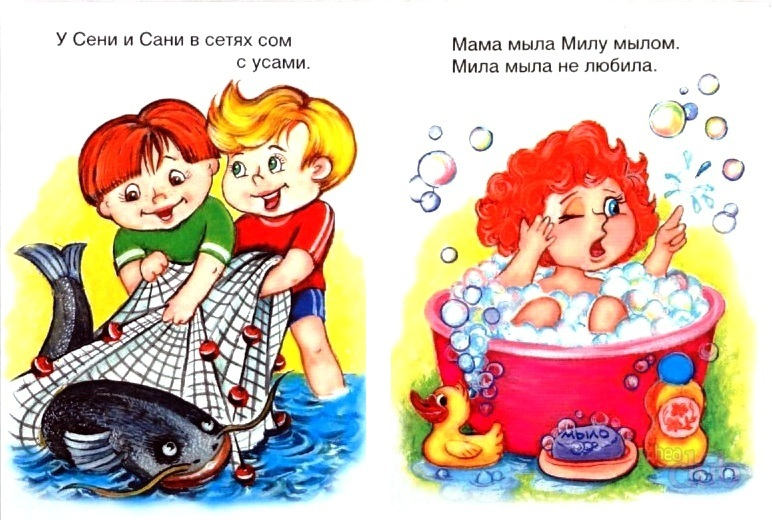 У Сени и Сани в сетях сом
с усами.
Мама мыла Милу мылом.
Мила мыла не любила.
МЫЛО